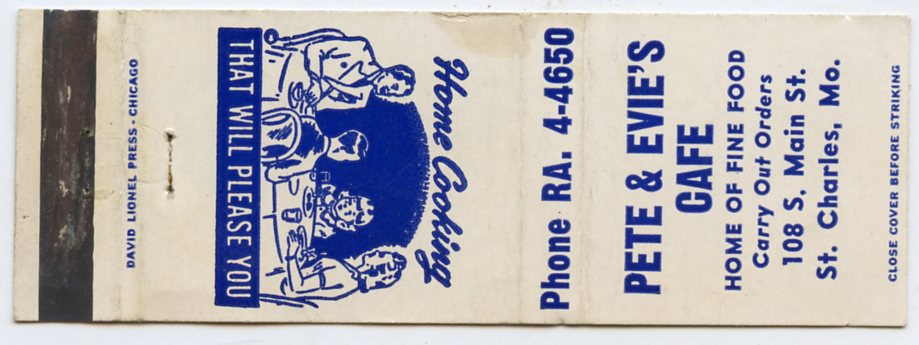 CLOSE COVER BEFORE STRIKING
PETE & EVIE'S
CAFE
HOME OF FINE FOOD
Carry Out Orders
108 S. Main St.
St. Charles, Mo.
Phone RA. 4-4650
Home Cooking
THAT WILL PLEASE YOU
DAVID LIONEL PRESS · CHICAGO